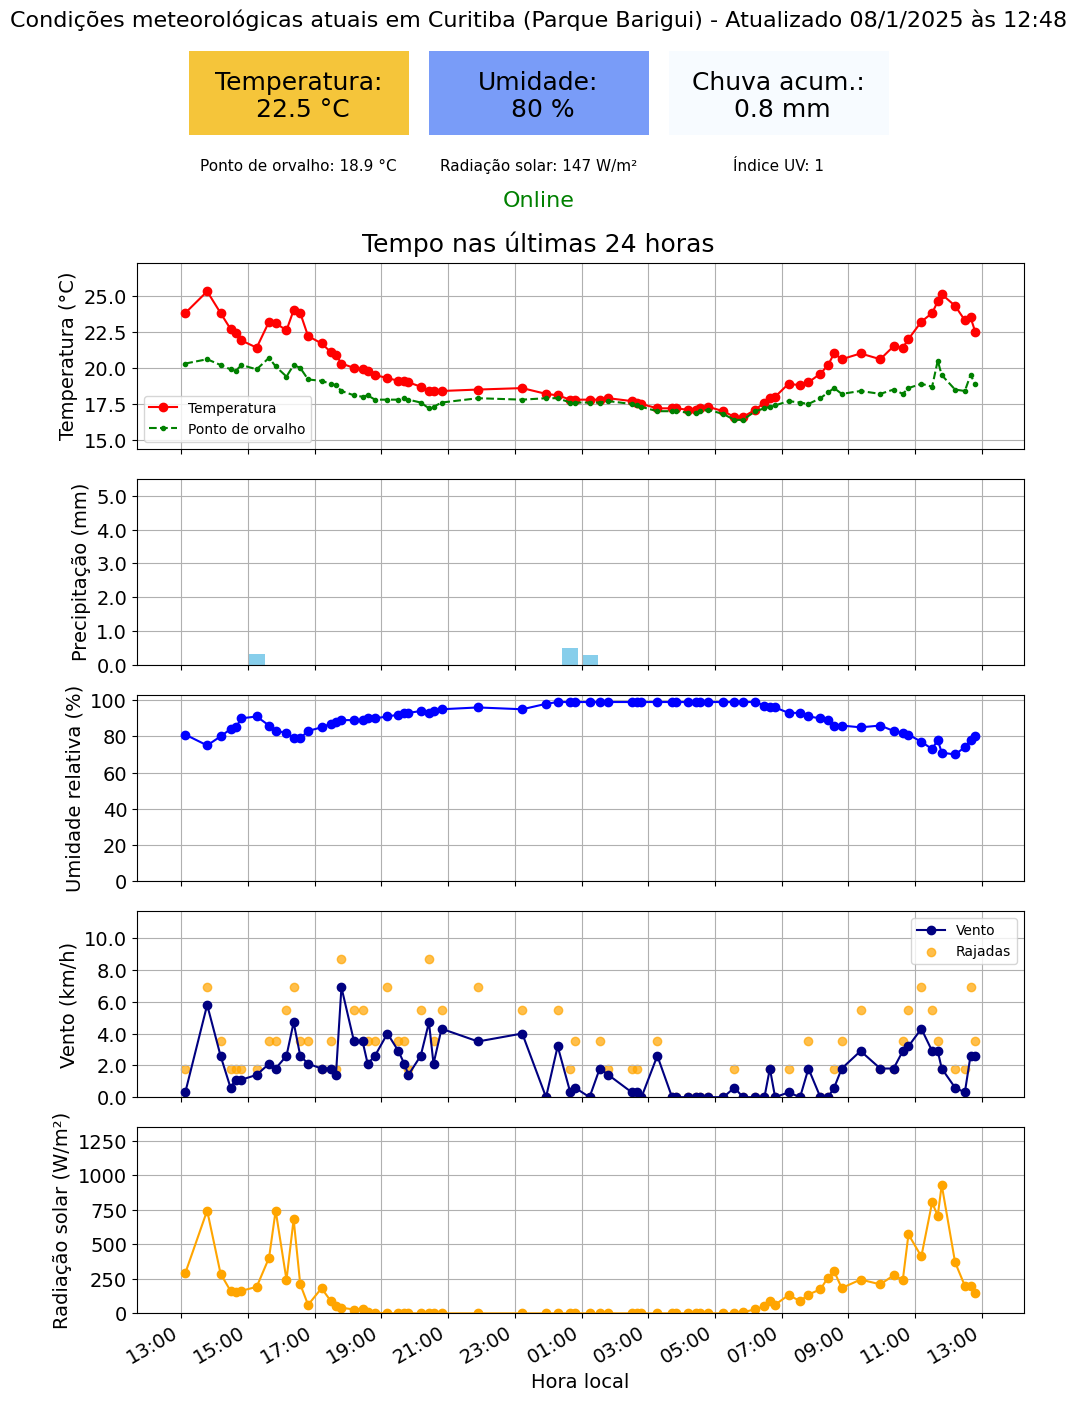 Condições meteorológicas atuais em Curitiba (Parque Barigui) - Atualizado 08/1/2025 às 12:48
Temperatura:
22.5 °C
Umidade:
80 %
Chuva acum.:
0.8 mm
Ponto de orvalho: 18.9 °C
Radiação solar: 147 W/m²
Índice UV: 1
Online
Tempo nas últimas 24 horas
Temperatura (°C)
25.0
22.5
20.0
17.5
15.0
Temperatura
Ponto de orvalho
Precipitação (mm)
5.0
4.0
3.0
2.0
1.0
0.0
Umidade relativa (%)
100
80
60
40
20
0
Vento (km/h)
10.0
8.0
6.0
4.0
2.0
0.0
Vento
Rajadas
Radiação solar (W/m²)
1250
1000
750
500
250
0
13:00
15:00
17:00
19:00
21:00
23:00
01:00
03:00
05:00
07:00
09:00
11:00
13:00
Hora local